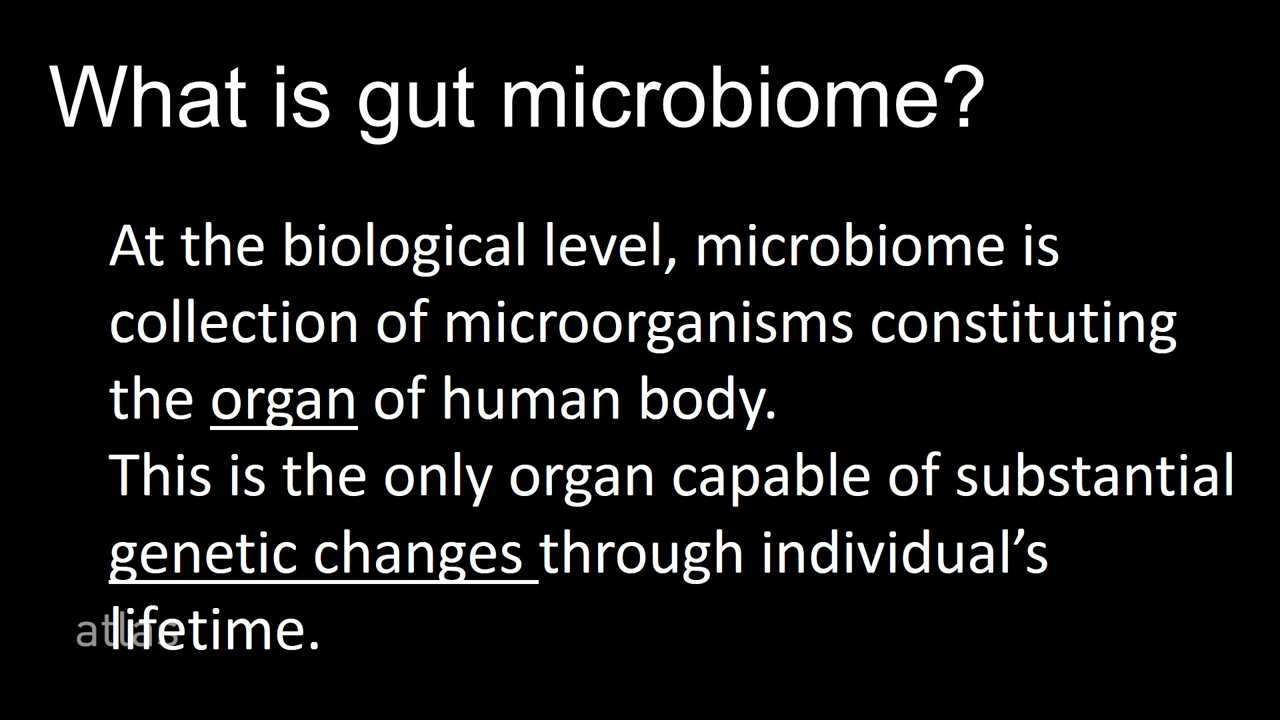 What is gut microbiome?
At the biological level, microbiome is
collection of microorganisms constituting
the organ of human body.
This is the only organ capable of substantial
genetic changes through individual’s
lifetime.
atlas